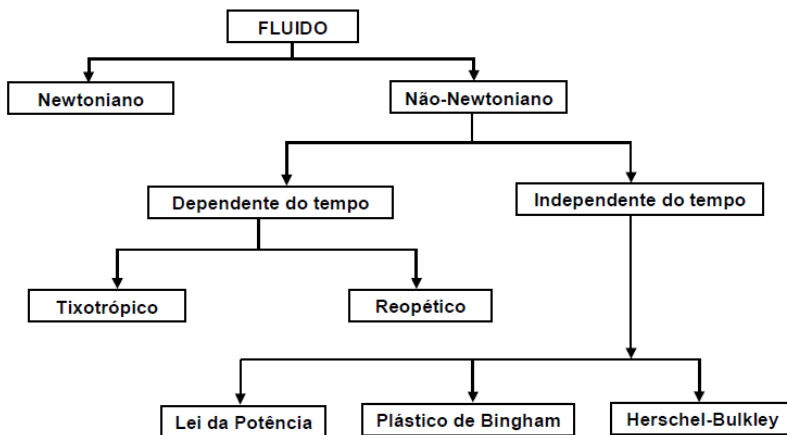 FLUIDO
Newtoniano
Não-Newtoniano
Dependente do tempo
Independente do tempo
Tixotrópico
Reopético
Lei da Potência
Plástico de Bingham
Herschel-Bulkley